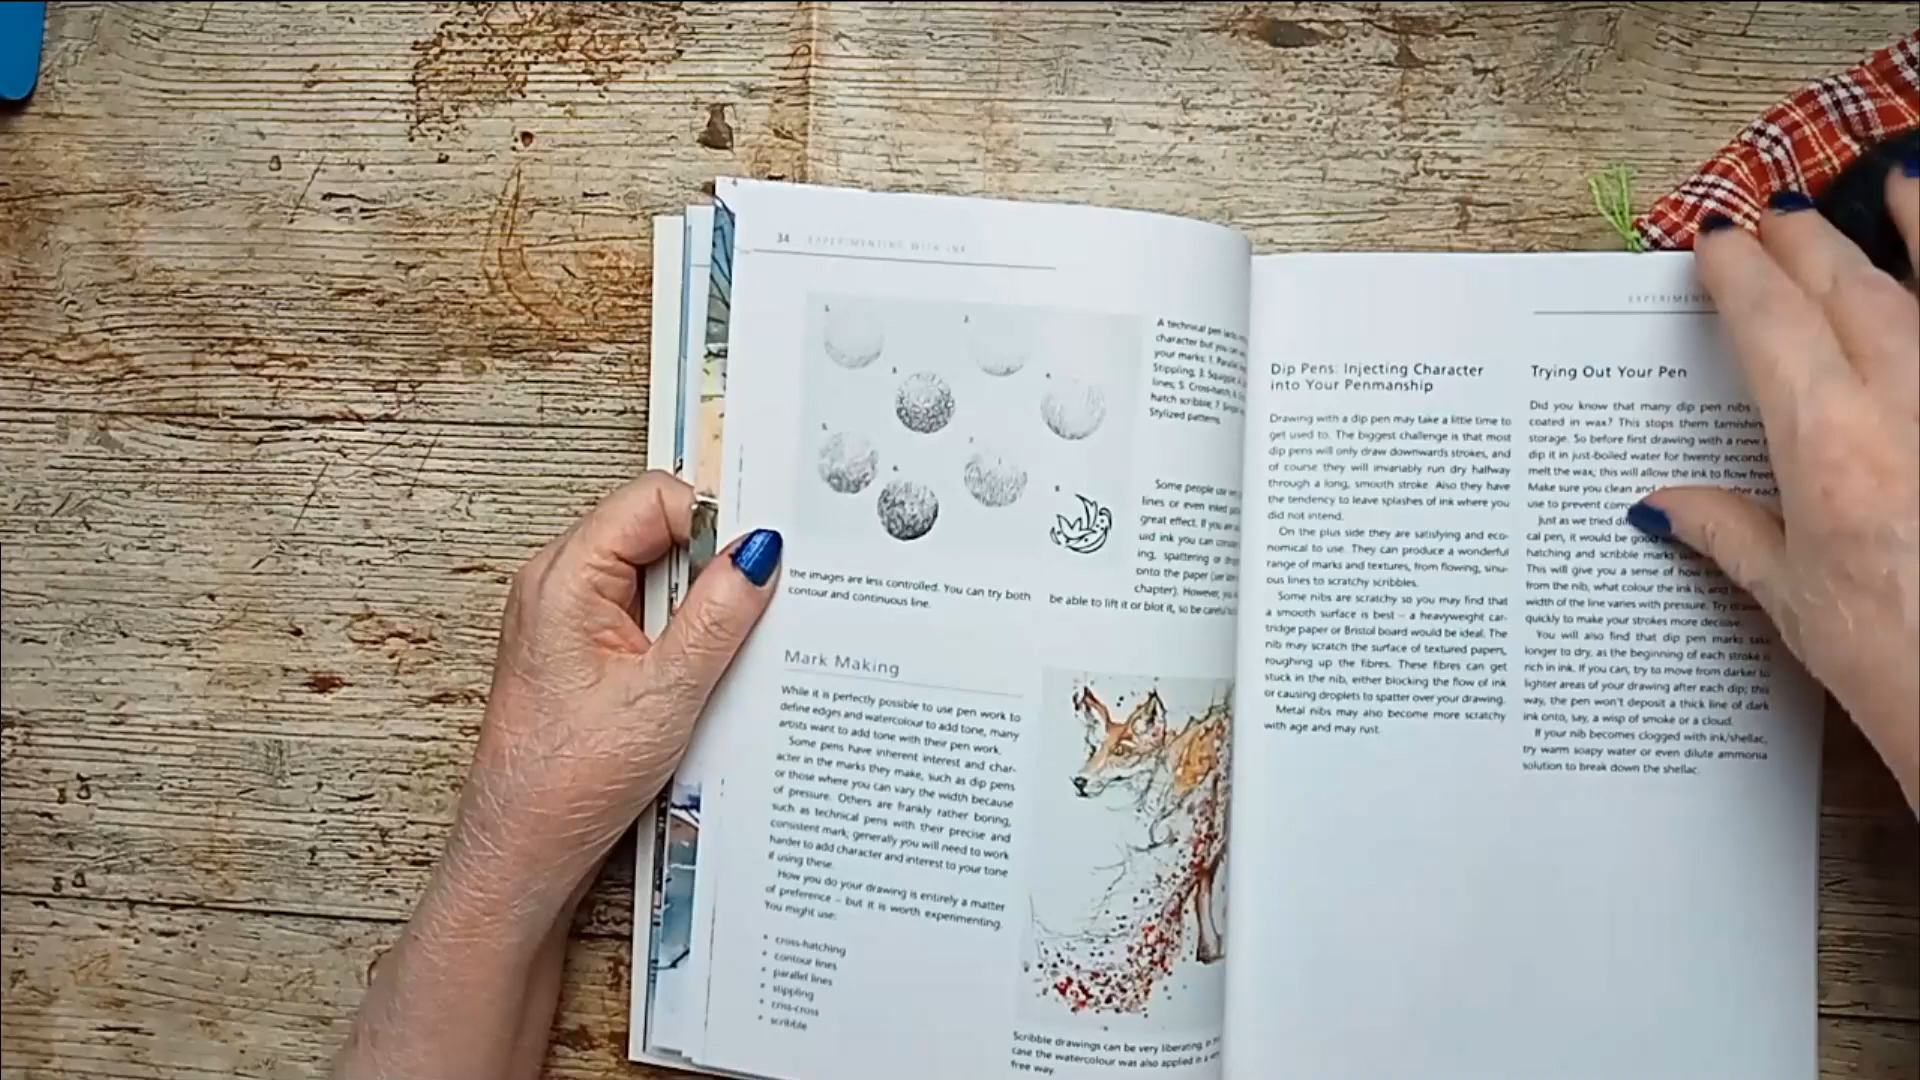 34 EXPERIMENTING WITH INK
1.
2.
3.
4.
5.
6.
7.
8.
A technical pen lacks
character but you can
your marks: 1.
Stippling; 3. Squiggle
lines; 5. Cross-hatch;
hatch scribble; 7.
Stylized patterns.
Some people use
lines or even inked
great effect. If you
uid ink you can
ing, spattering or
onto the paper
chapter). However, you
be able to lift it or blot it, so be careful
the images are less controlled. You can try both
contour and continuous line.
Mark Making
While it is perfectly possible to use pen work to
define edges and watercolour to add tone, many
artists want to add tone with their pen work.
Some pens have inherent interest and char-
acter in the marks they make, such as dip pens
or those where you can vary the width because
of pressure. Others are frankly rather boring,
such as technical pens with their precise and
consistent mark; generally you will need to work
harder to add character and interest to your tone
if using these.
How you do your drawing is entirely a matter
of preference – but it is worth experimenting.
You might use:
• cross-hatching
• contour lines
• parallel lines
• stippling
• criss-cross
• scribble
Scribble drawings can be very liberating,
case the watercolour was also applied in a
free way.
Dip Pens: Injecting Character
into Your Penmanship
Drawing with a dip pen may take a little time to
get used to. The biggest challenge is that most
dip pens will only draw downwards strokes, and
of course they will invariably run dry halfway
through a long, smooth stroke. Also they have
the tendency to leave splashes of ink where you
did not intend.
On the plus side they are satisfying and eco-
nomical to use. They can produce a wonderful
range of marks and textures, from flowing, sinu-
ous lines to scratchy scribbles.
Some nibs are scratchy so you may find that
a smooth surface is best – a heavyweight car-
tridge paper or Bristol board would be ideal. The
nib may scratch the surface of textured papers,
roughing up the fibres. These fibres can get
stuck in the nib, either blocking the flow of ink
or causing droplets to spatter over your drawing.
Metal nibs may also become more scratchy
with age and may rust.
Trying Out Your Pen
Did you know that many dip pen nibs
coated in wax? This stops them
storage. So before first drawing with a new
dip it in just-boiled water for twenty seconds
melt the wax; this will allow the ink to flow
Make sure you clean and after each
use to prevent
Just as we tried
cal pen, it would be good
hatching and scribble marks
This will give you a sense of how
from the nib, what colour the ink is, and
width of the line varies with pressure. Try
quickly to make your strokes more decisive.
You will also find that dip pen marks take
longer to dry, as the beginning of each stroke is
rich in ink. If you can, try to move from darker to
lighter areas of your drawing after each dip; this
way, the pen won't deposit a thick line of dark
ink onto, say, a wisp of smoke or a cloud.
If your nib becomes clogged with ink/shellac,
try warm soapy water or even dilute ammonia
solution to break down the shellac.